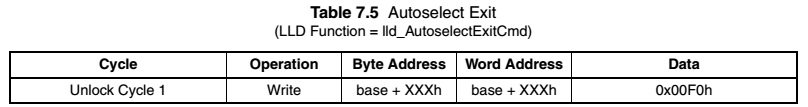 Table 7.5 Autoselect Exit
(LLD Function = lld_AutoselectExitCmd)
Cycle Operation Byte Address Word Address Data
Unlock Cycle 1 Write base + XXXh base + XXXh 0x00F0h